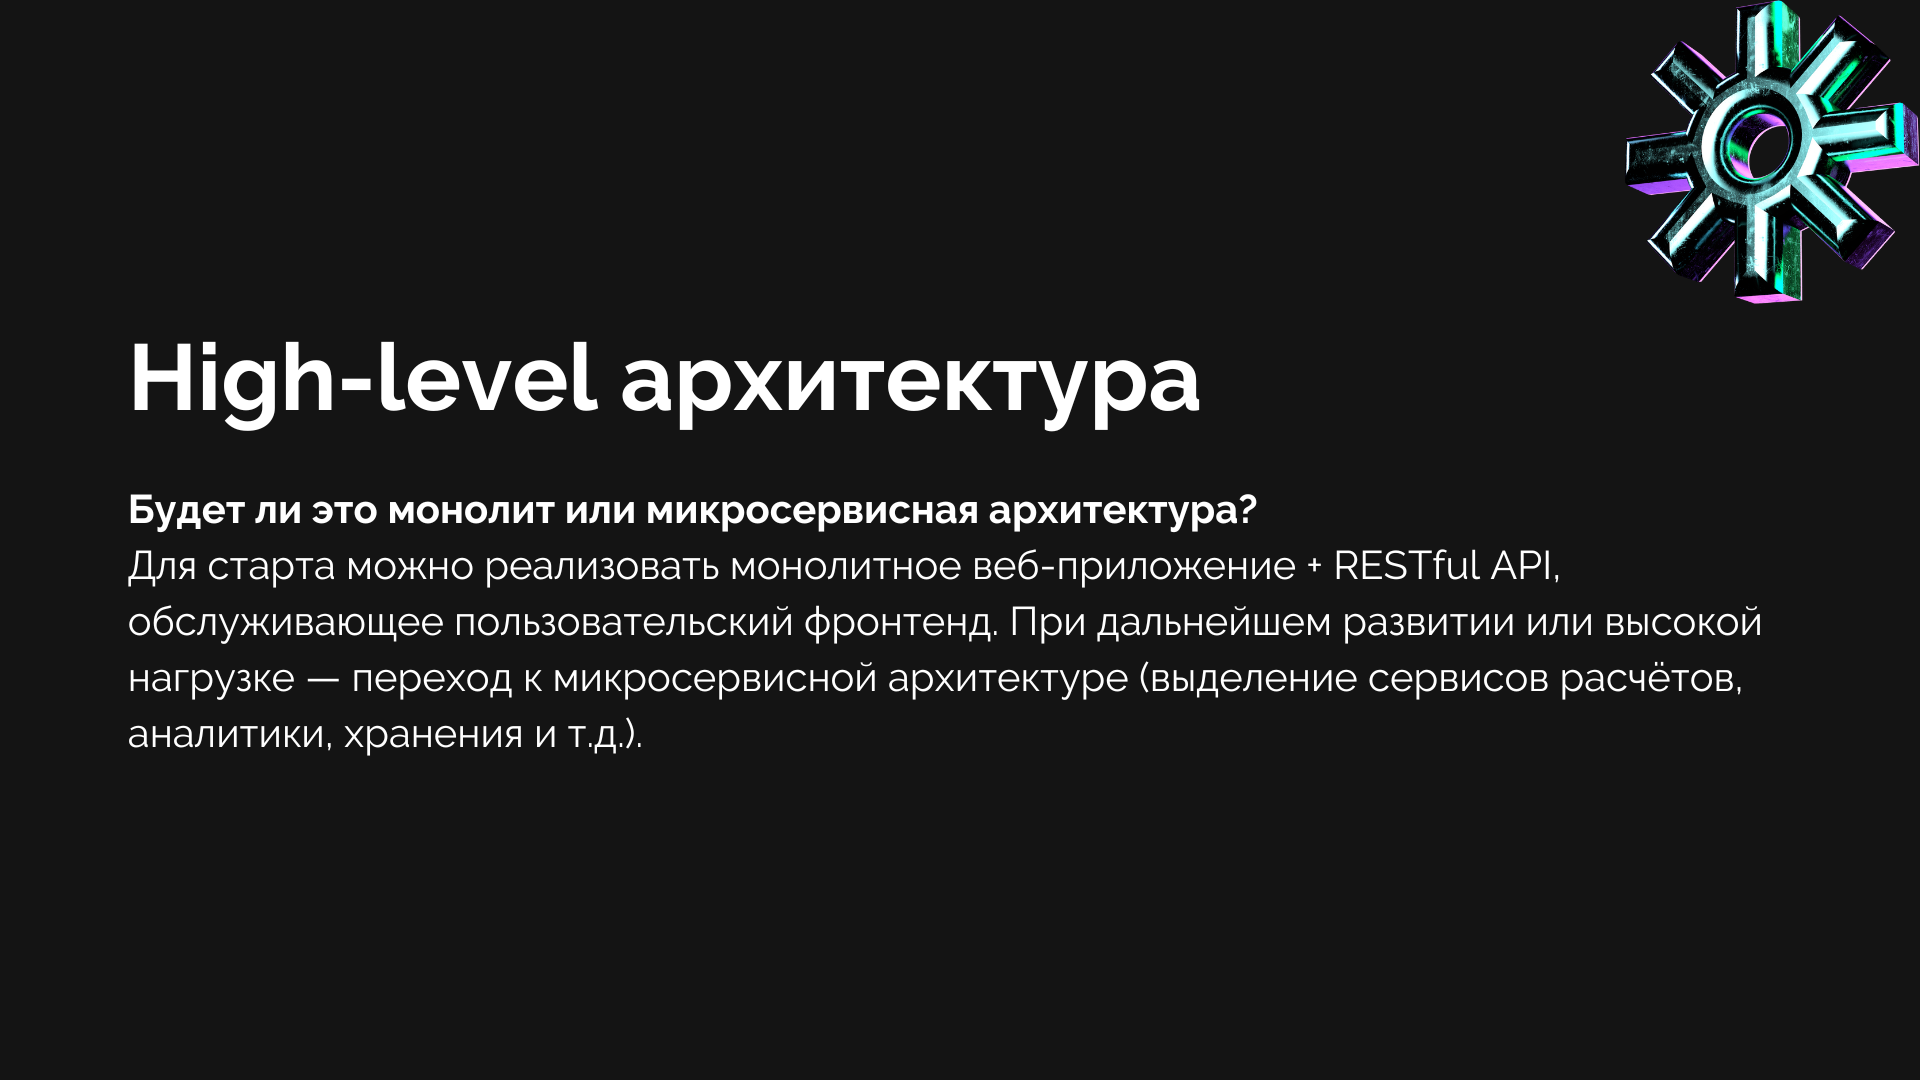 High-level архитектура
Будет ли это монолит или микросервисная архитектура?
Для старта можно реализовать монолитное веб-приложение + RESTful API,
обслуживающее пользовательский фронтенд. При дальнейшем развитии или высокой
нагрузке — переход к микросервисной архитектуре (выделение сервисов расчётов,
аналитики, хранения и т.д.).